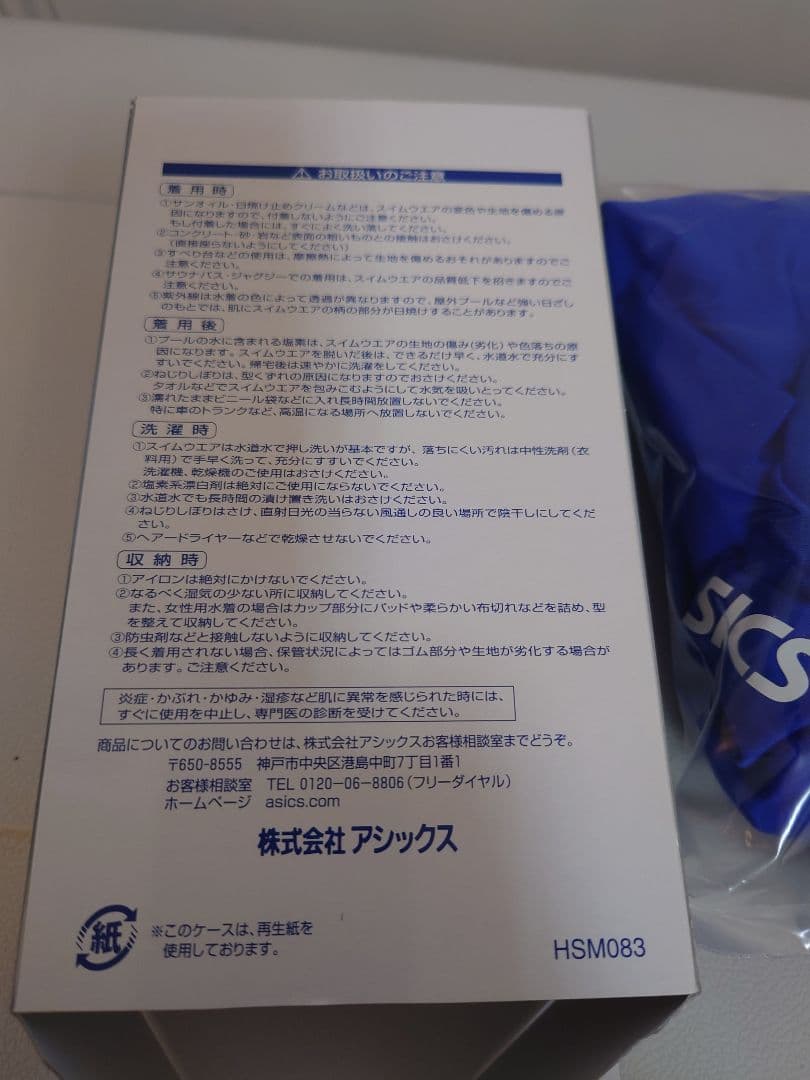 ⚠ お取扱いのご注意
着用時
①サンオイル・日焼け止めクリームなどは、スイムウエアの変色や生地を傷める原
因になりますので、付着しないようにご注意ください。
もし付着した場合には、すぐによく洗い落してください。
②コンクリート・砂・岩など表面の粗いものとの接触はおさけください。
(直接座らないようにしてください)
③すべり台などの使用は、摩擦熱によって生地を傷めるおそれがありますのでご
注意ください。
④サウナバス・ジャグジーでの着用は、スイムウエアの品質低下を招きますのでご
注意ください。
⑤紫外線は水着の色によって透過が異なりますので、屋外プールなど強い日ざし
のもとでは、肌にスイムウエアの柄の部分が日焼けすることがあります。
着用後
①プールの水に含まれる塩素は、スイムウエアの生地の傷み(劣化)や色落ちの原
因になります。スイムウエアを脱いだ後は、できるだけ早く、水道水で充分にす
すいでください。帰宅後は速やかに洗濯をしてください。
②ねじりしぼりは、型くずれの原因になりますのでおさけください。
タオルなどでスイムウエアを包みこむようにして水気を吸いとってください。
③濡れたままビニール袋などに入れ長時間放置しないでください。
特に車のトランクなど、高温になる場所へ放置しないでください。
洗濯時
①スイムウエアは水道水で押し洗いが基本ですが、落ちにくい汚れは中性洗剤(衣
料用)で手早く洗って、充分にすすいでください。
洗濯機、乾燥機のご使用はおさけください。
②塩素系漂白剤は絶対にご使用にならないでください。
③水道水でも長時間の漬け置き洗いはおさけください。
④ねじりしぼりはさけ、直射日光の当らない風通しの良い場所で陰干しにしてくだ
さい。
⑤ヘアードライヤーなどで乾燥させないでください。
収納時
①アイロンは絶対にかけないでください。
②なるべく湿気の少ない所に収納してください。
また、女性用水着の場合はカップ部分にパッドや柔らかい布切れなどを詰め、型
を整えて収納してください。
③防虫剤などと接触しないように収納してください。
④長く着用されない場合、保管状況によってはゴム部分や生地が劣化する場合が
あります。ご注意ください。
炎症・かぶれ・かゆみ・湿疹など肌に異常を感じられた時には、
すぐに使用を中止し、専門医の診断を受けてください。
商品についてのお問い合わせは、株式会社アシックスお客様相談室までどうぞ。
〒650-8555 神戸市中央区港島中町7丁目1番1
お客様相談室 TEL 0120-06-8806(フリーダイヤル)
ホームページ asics.com
株式会社 アシックス
紙
※このケースは、再生紙を
使用しております。
HSM083
SICS